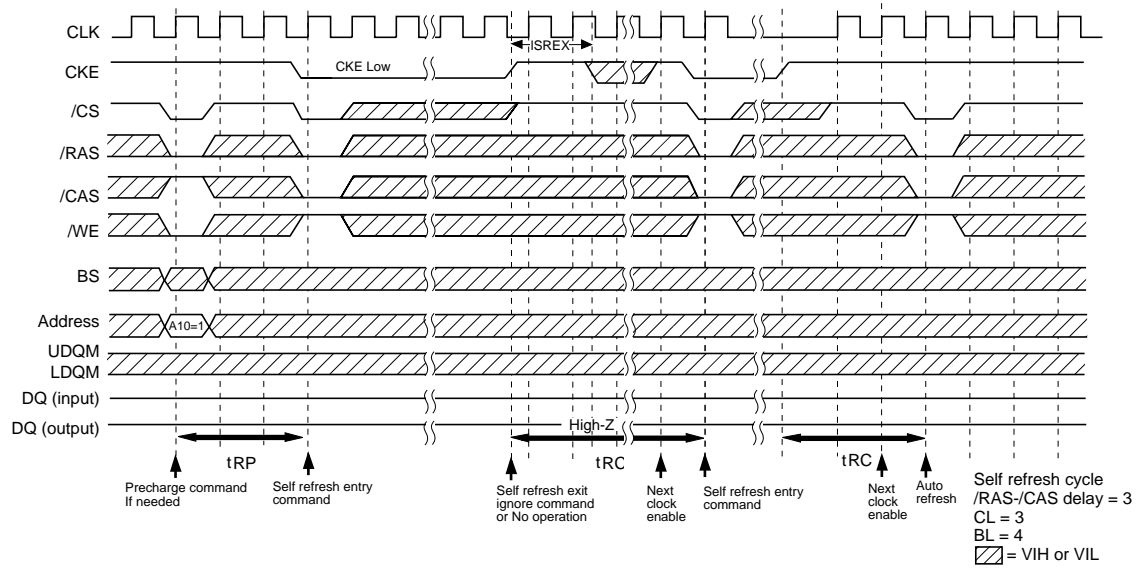 CLK
ISREX
CKE
CKE Low
/CS
/RAS
/CAS
/WE
BS
Address
A10=1
UDQM
LDQM
DQ (input)
DQ (output)
High-Z
tRP
tRC
tRC
Precharge command
If needed
Self refresh entry
command
Self refresh exit
ignore command
or No operation
Next
clock
enable
Self refresh entry
command
Next
clock
enable
Auto
refresh
Self refresh cycle
/RAS-/CAS delay = 3
CL = 3
BL = 4
= VIH or VIL